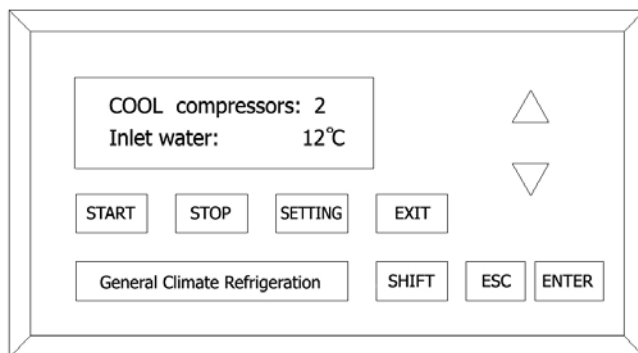 COOL compressors: 2
Inlet water: 12℃
START STOP SETTING EXIT
General Climate Refrigeration SHIFT ESC ENTER